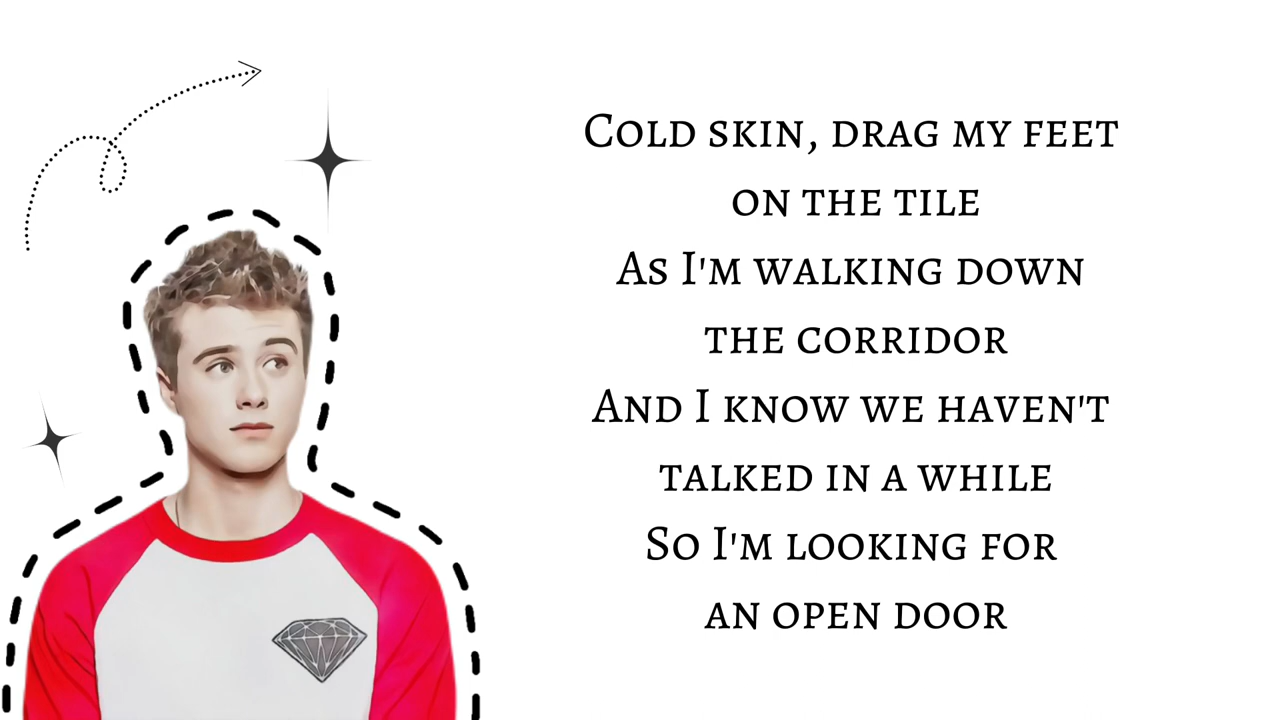 Cold skin, drag my feet
on the tile
As I'm walking down
the corridor
And I know we haven't
talked in a while
So I'm looking for
an open door